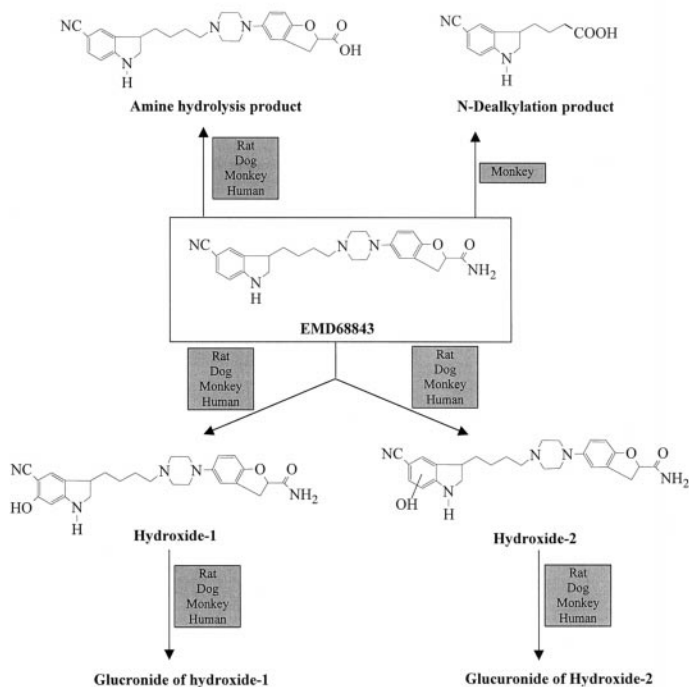 NC
N
H
N
N
O
O
OH
Amine hydrolysis product
NC
N
H
COOH
N-Dealkylation product
Rat
Dog
Monkey
Human
Monkey
NC
N
H
N
N
O
O
NH2
EMD68843
Rat
Dog
Monkey
Human
Rat
Dog
Monkey
Human
NC
HO
N
H
N
N
O
O
NH2
Hydroxide-1
NC
OH
N
H
N
N
O
O
NH2
Hydroxide-2
Rat
Dog
Monkey
Human
Rat
Dog
Monkey
Human
Glucronide of hydroxide-1
Glucuronide of Hydroxide-2